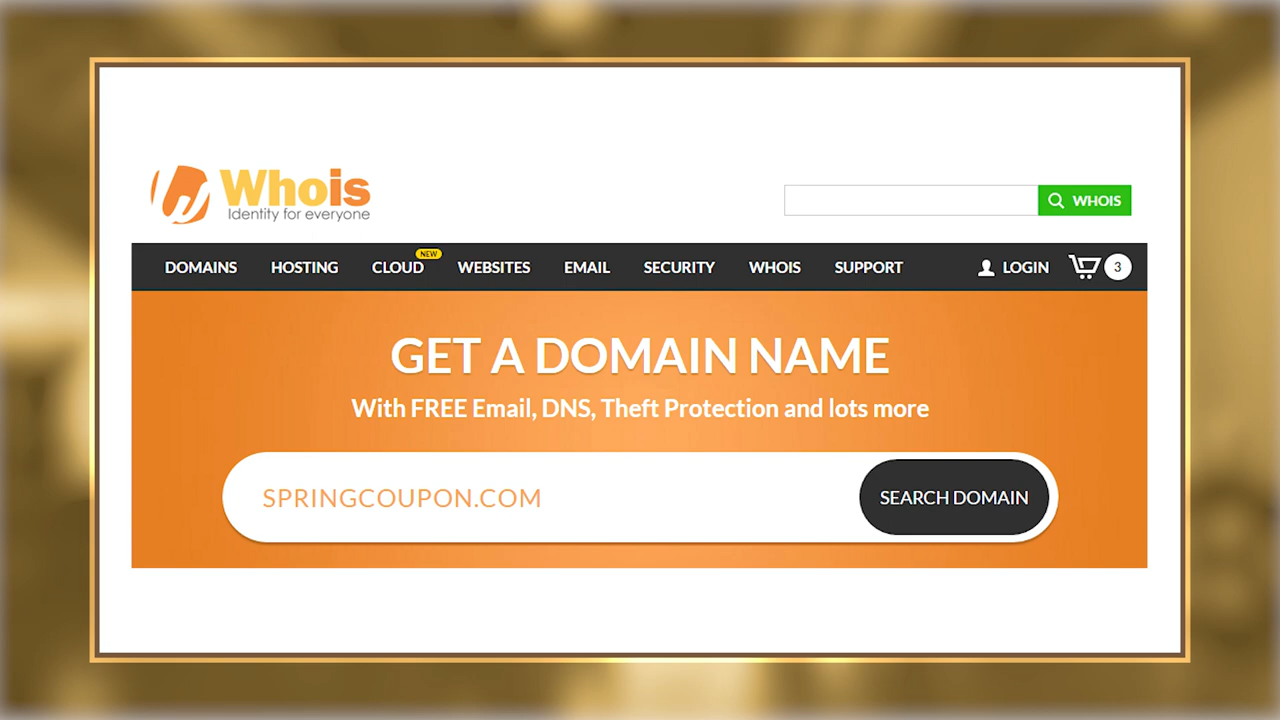 Whois
Identity for everyone
WHOIS
DOMAINS HOSTING CLOUD NEW WEBSITES EMAIL SECURITY WHOIS SUPPORT LOGIN 3
GET A DOMAIN NAME
With FREE Email, DNS, Theft Protection and lots more
SPRINGCOUPON.COM SEARCH DOMAIN